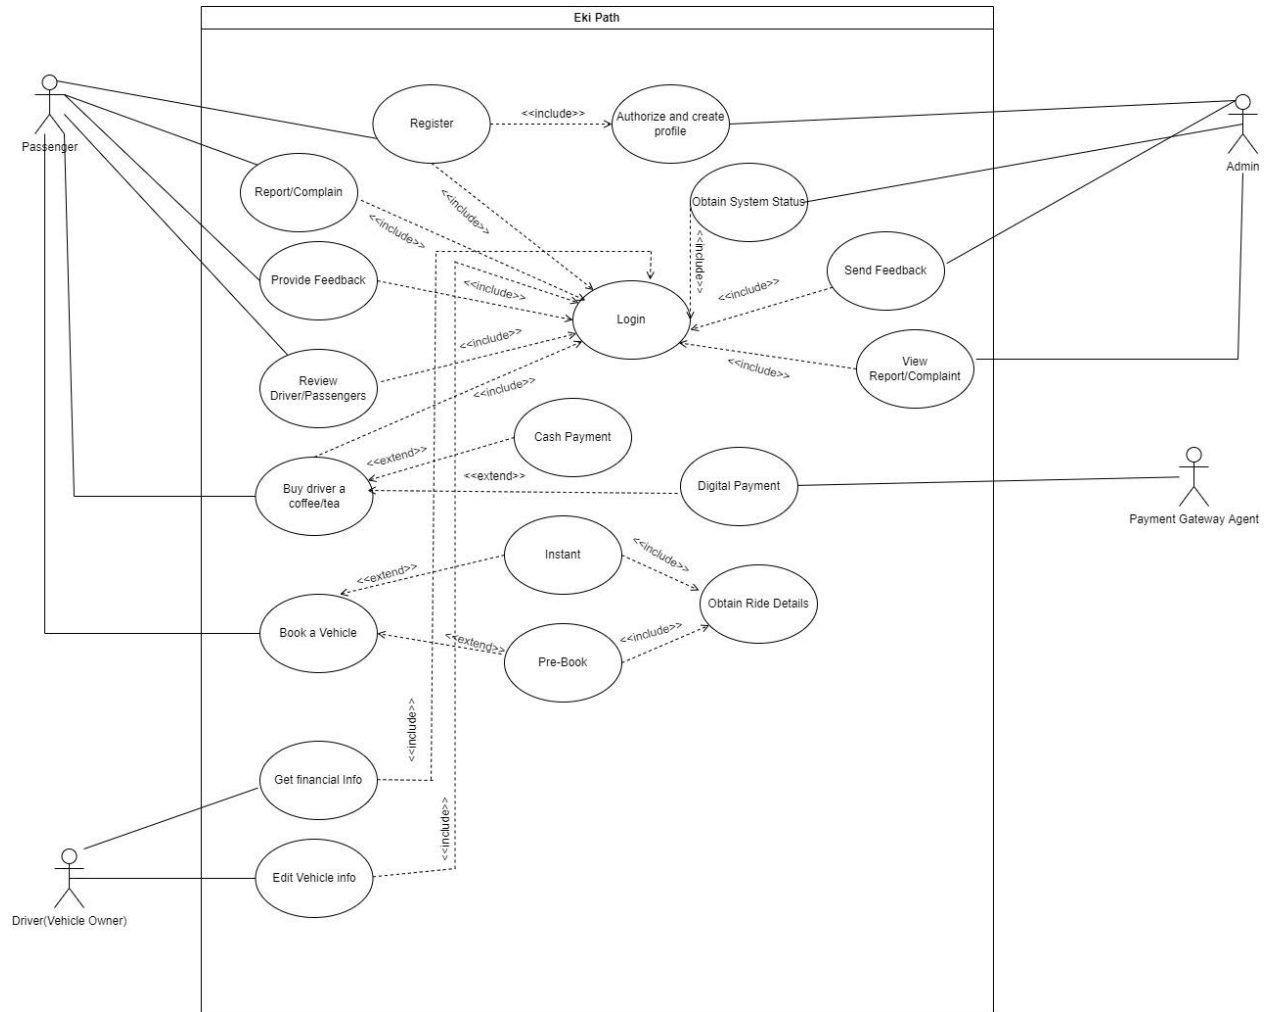 Eki Path
Passenger
Register
<<include>>
Authorize and create
profile
Admin
Report/Complain
<<include>>
<<include>>
Obtain System Status
<<include>>
Provide Feedback
<<include>>
Send Feedback
<<include>>
Login
Review
Driver/Passengers
<<include>>
<<include>>
View
Report/Complaint
<<include>>
Cash Payment
<<extend>>
Buy driver a
coffee/tea
<<extend>>
Digital Payment
Payment Gateway Agent
Instant
<<include>>
<<extend>>
Obtain Ride Details
Book a Vehicle
<<extend>>
Pre-Book
<<include>>
<<include>>
Get financial Info
<<include>>
Edit Vehicle info
Driver(Vehicle Owner)